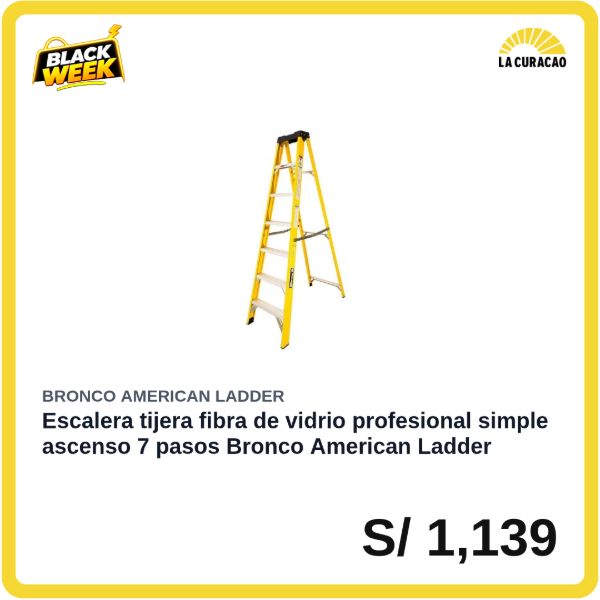 BLACK
WEEK
LA CURACAO
BRONCO AMERICAN LADDER
Escalera tijera fibra de vidrio profesional simple
ascenso 7 pasos Bronco American Ladder
S/ 1,139